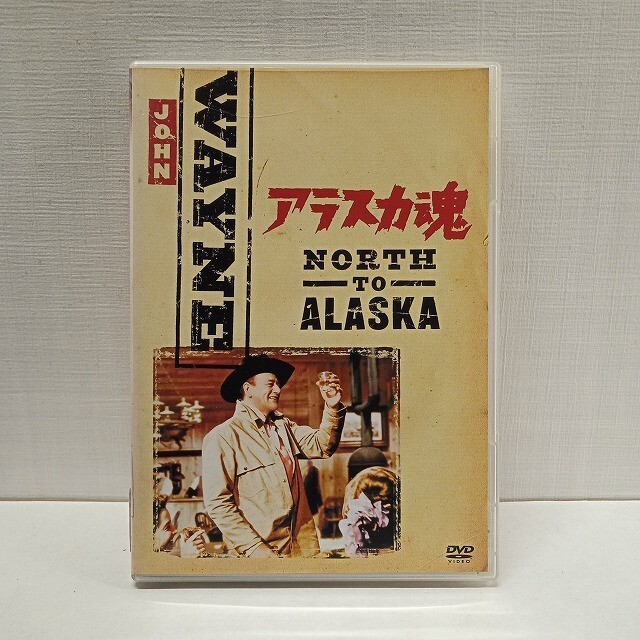 JOHN
WAYNE
アラスカ魂
NORTH
TO
ALASKA
DVD
VIDEO